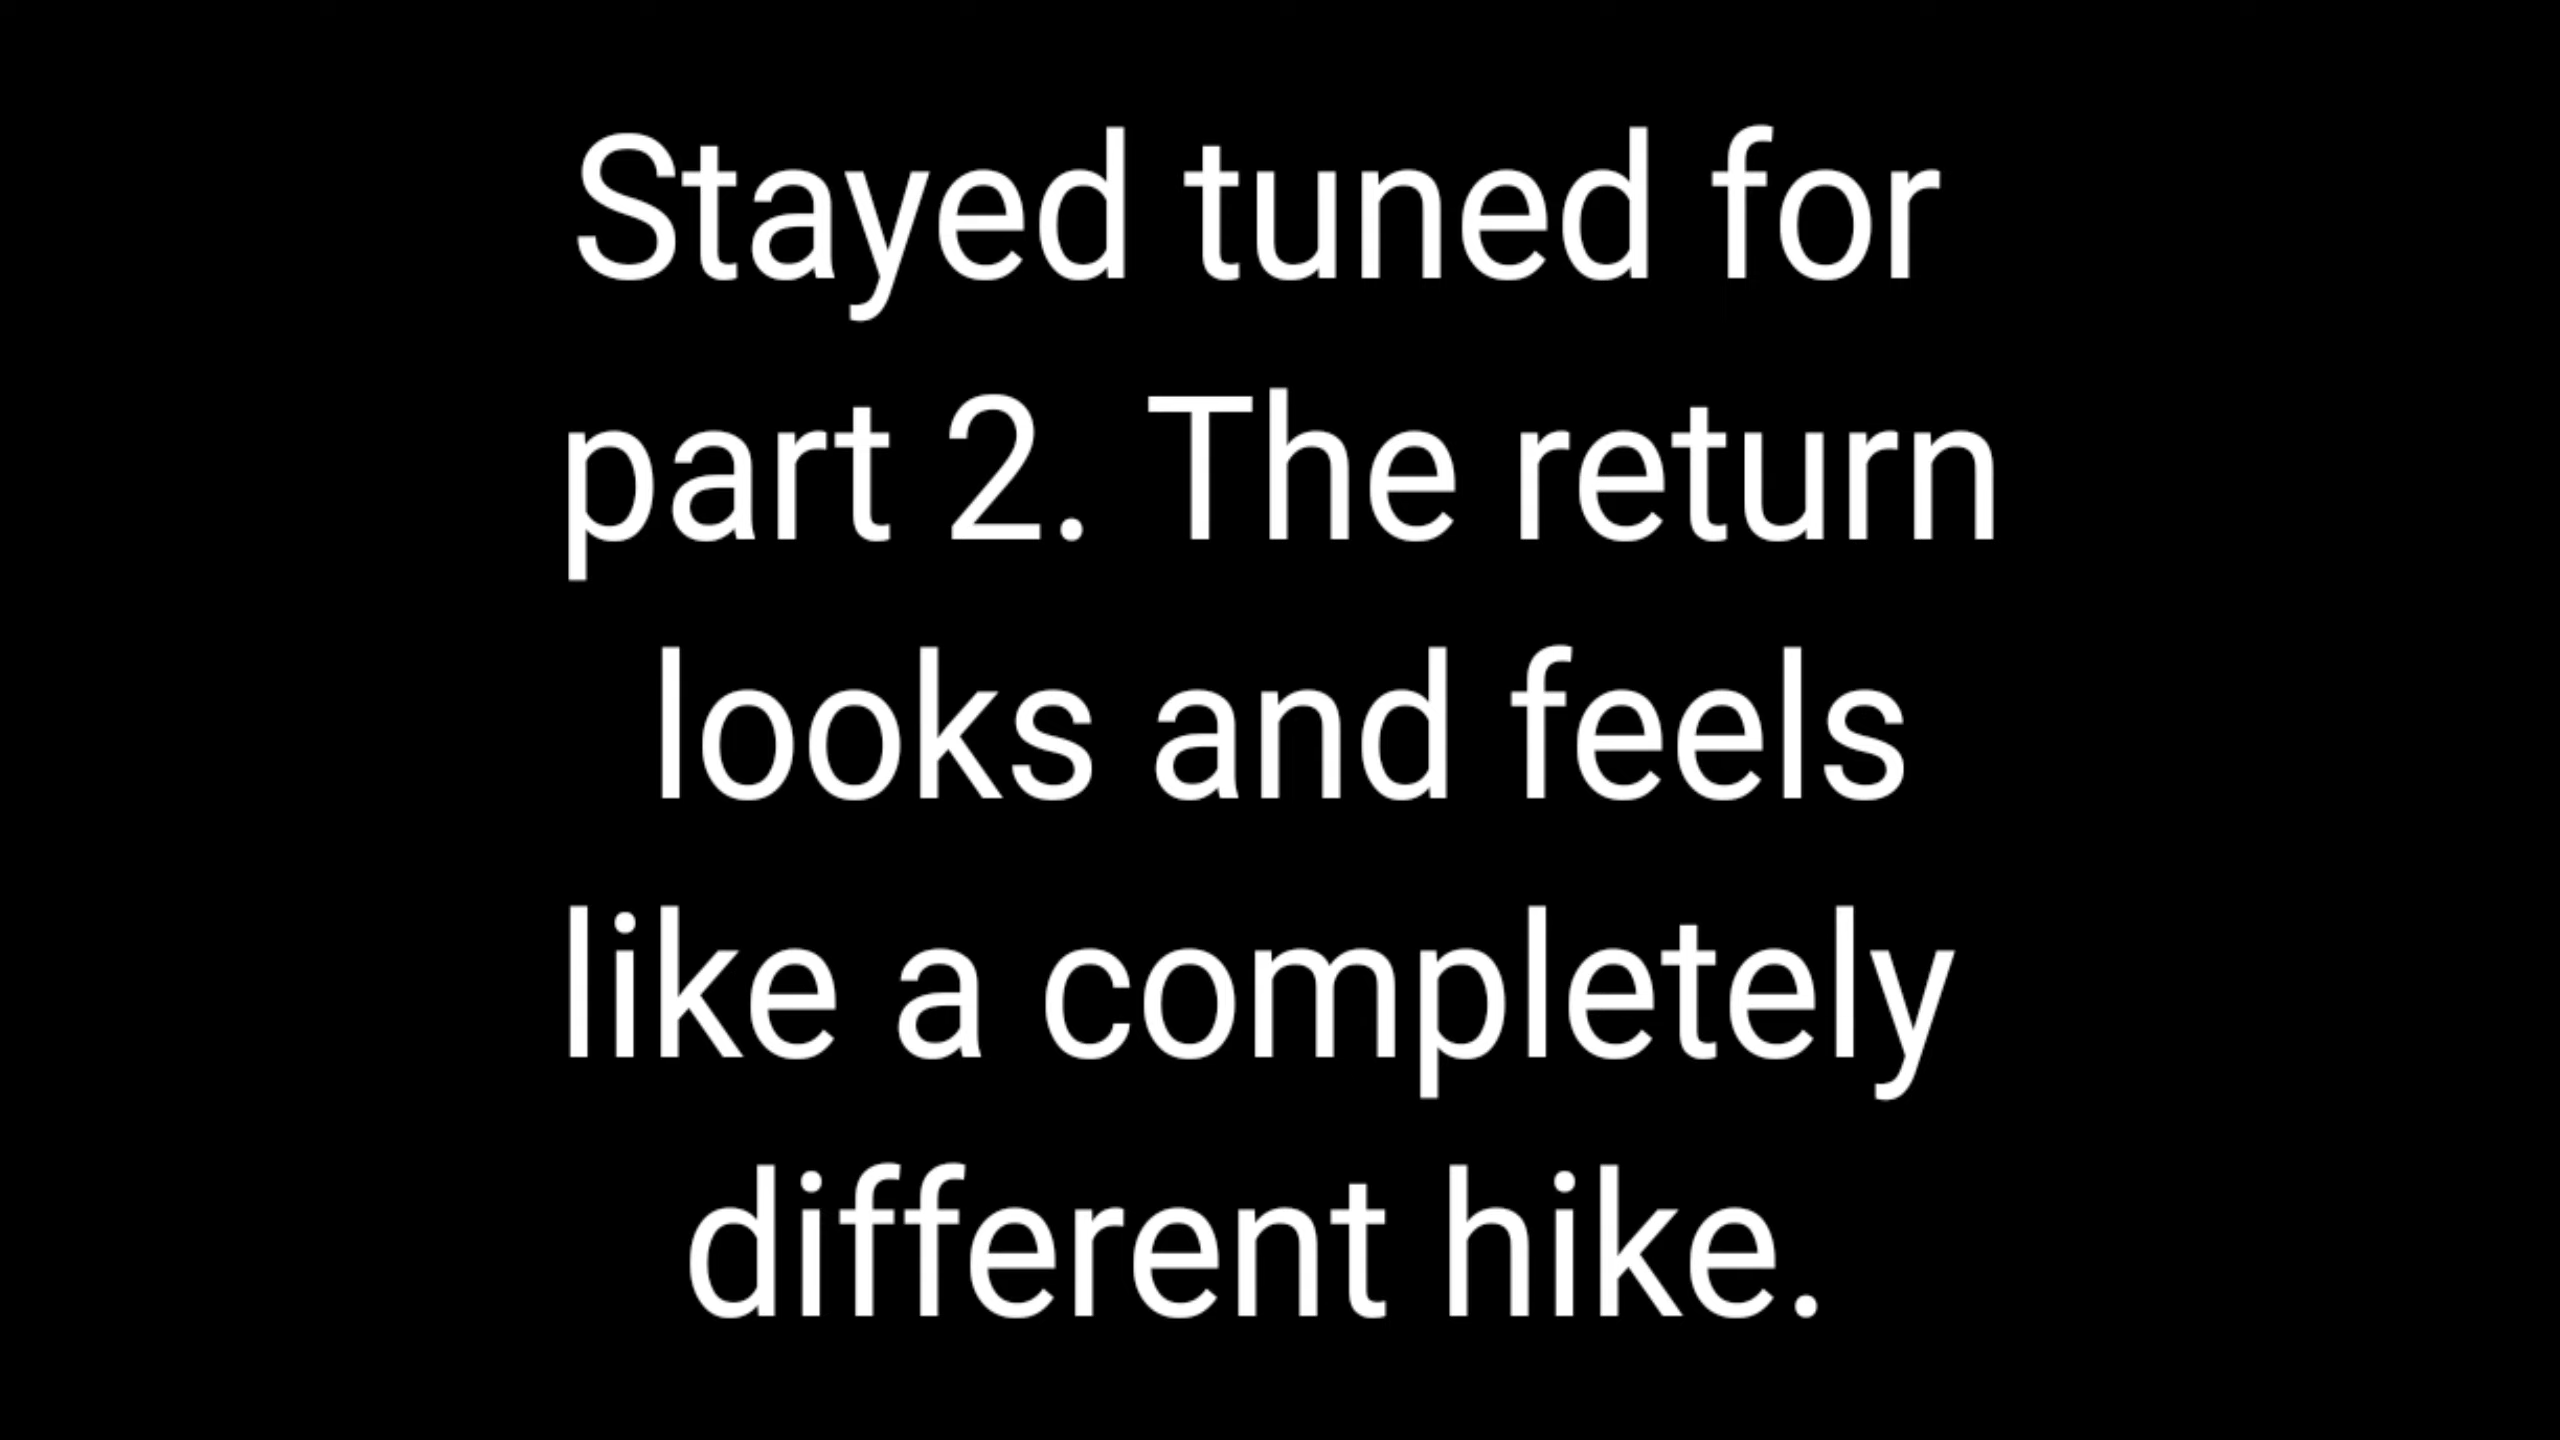 Stayed tuned for
part 2. The return
looks and feels
like a completely
different hike.